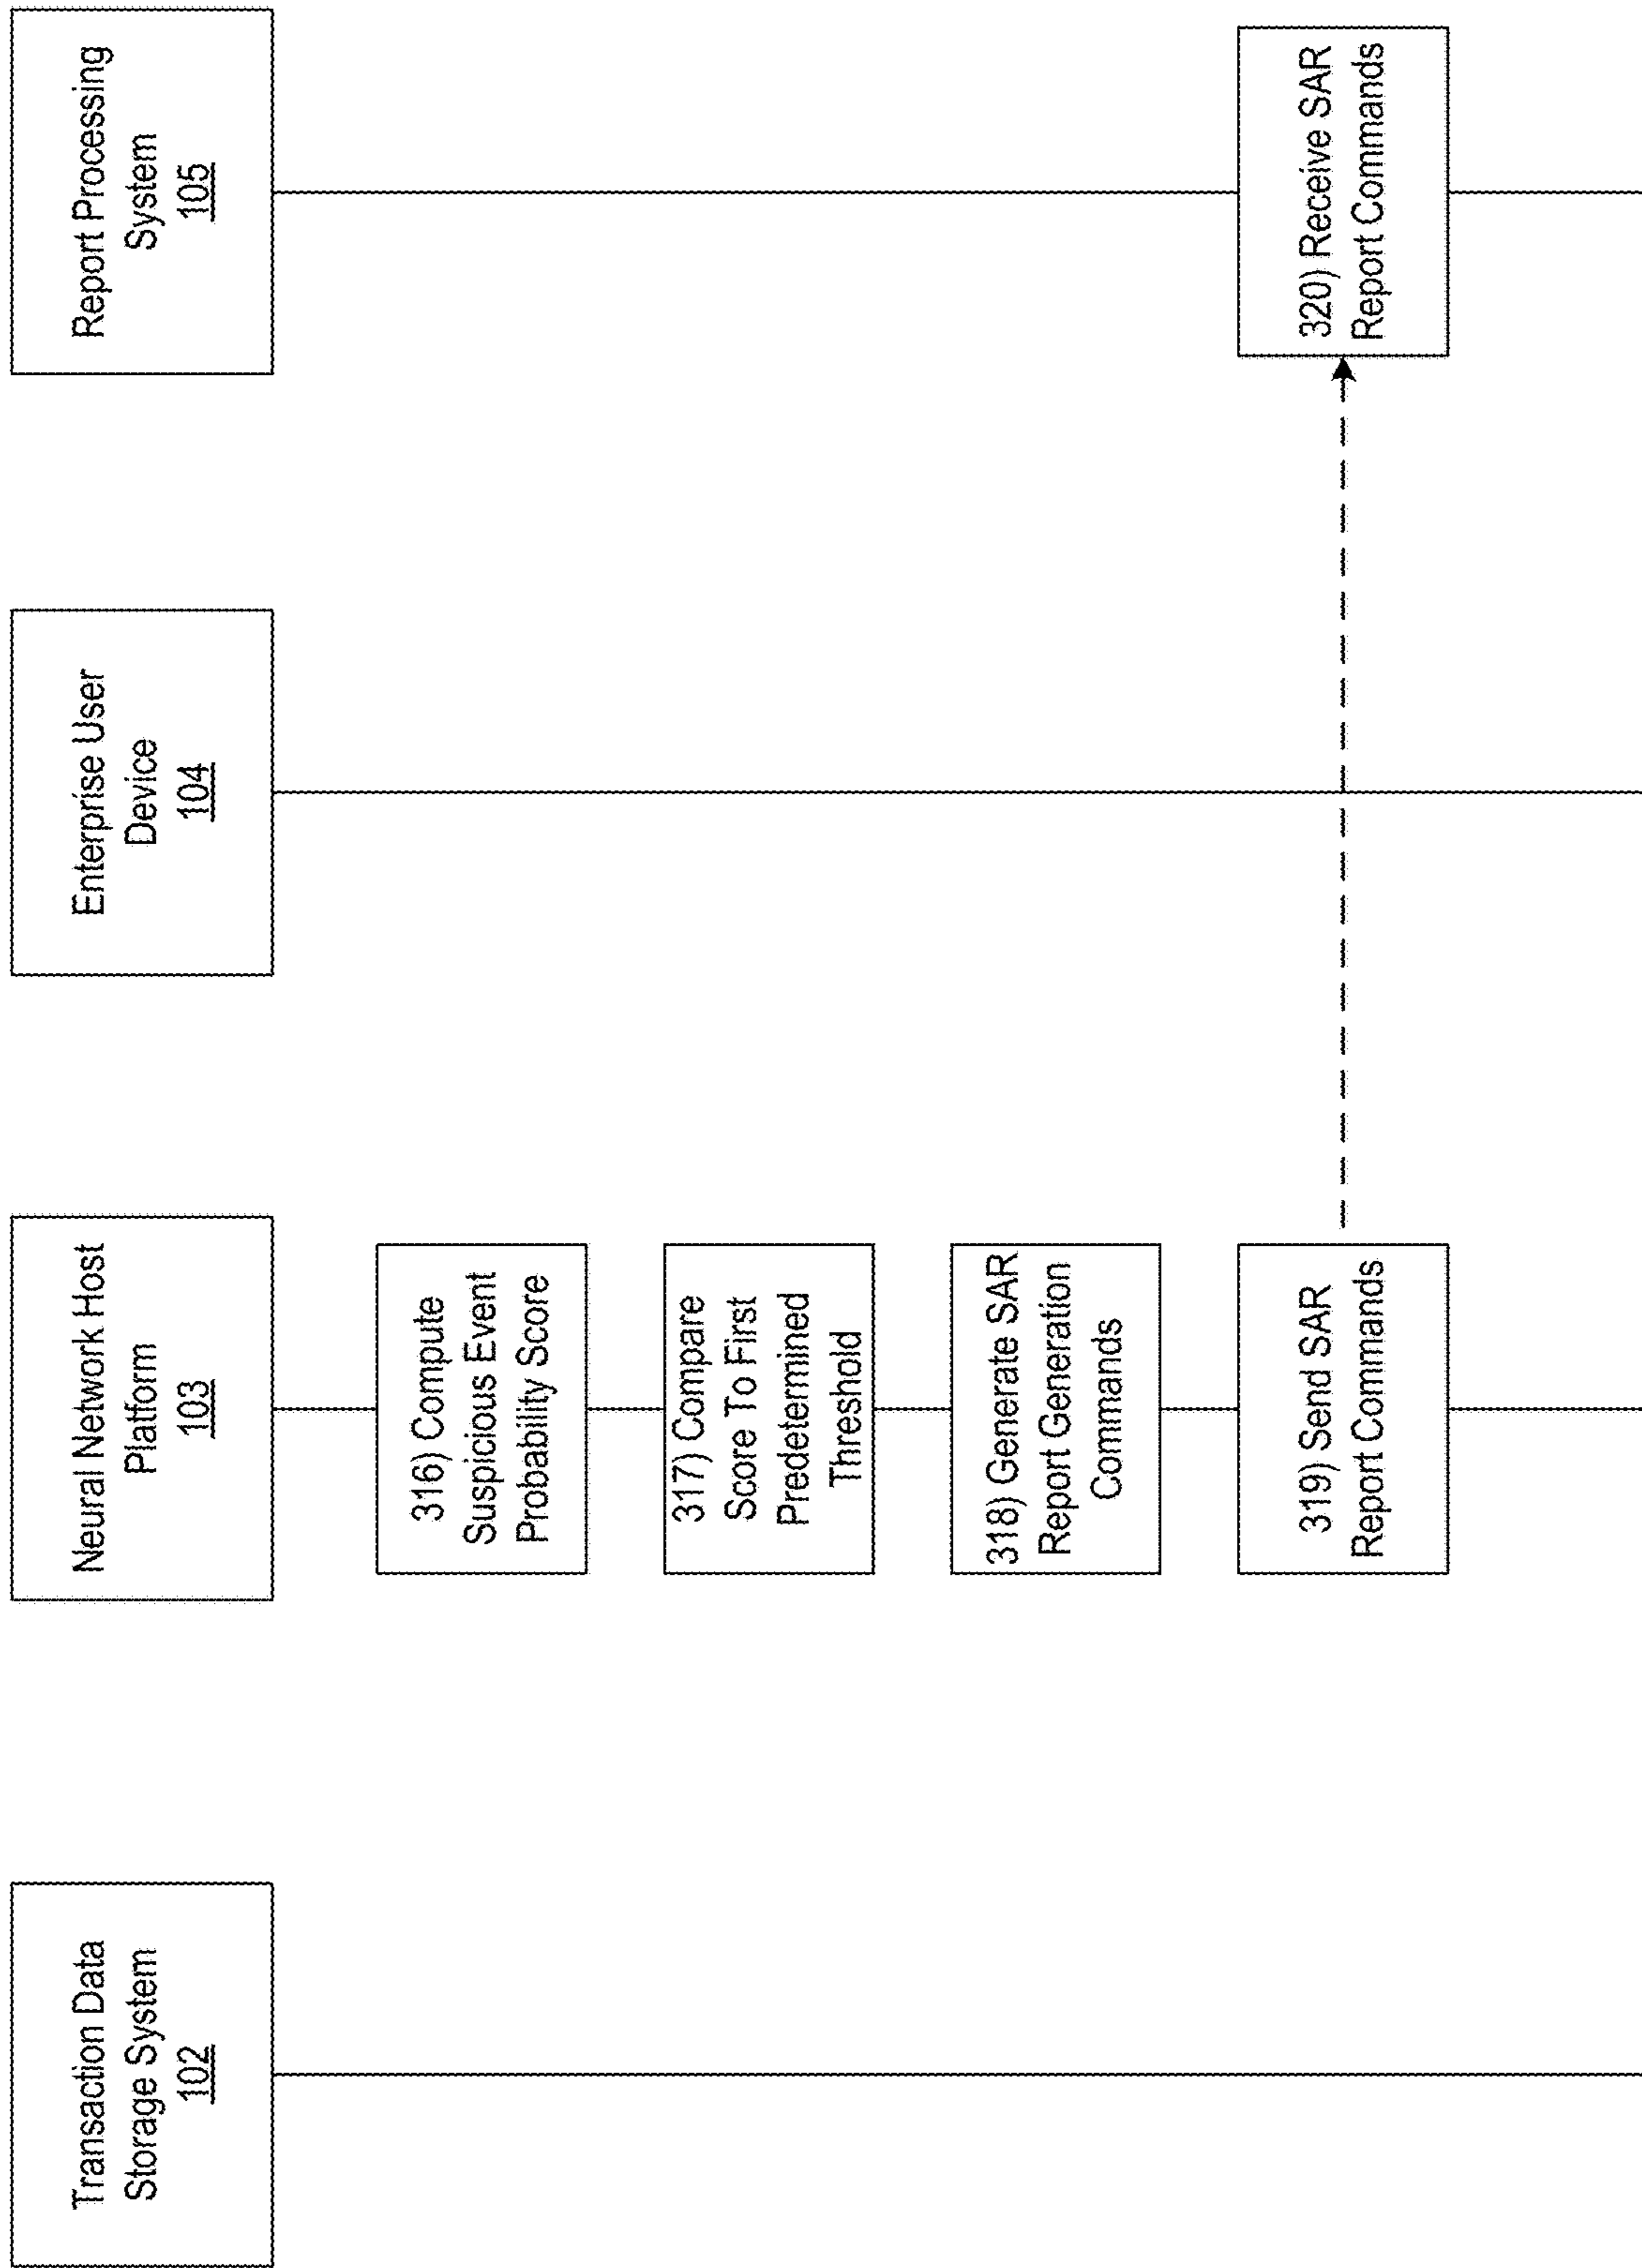 Transaction Data
Storage System
102
Neural Network Host
Platform
103
Enterprise User
Device
104
Report Processing
System
105
316) Compute
Suspicious Event
Probability Score
317) Compare
Score To First
Predetermined
Threshold
318) Generate SAR
Report Generation
Commands
319) Send SAR
Report Commands
320) Receive SAR
Report Commands